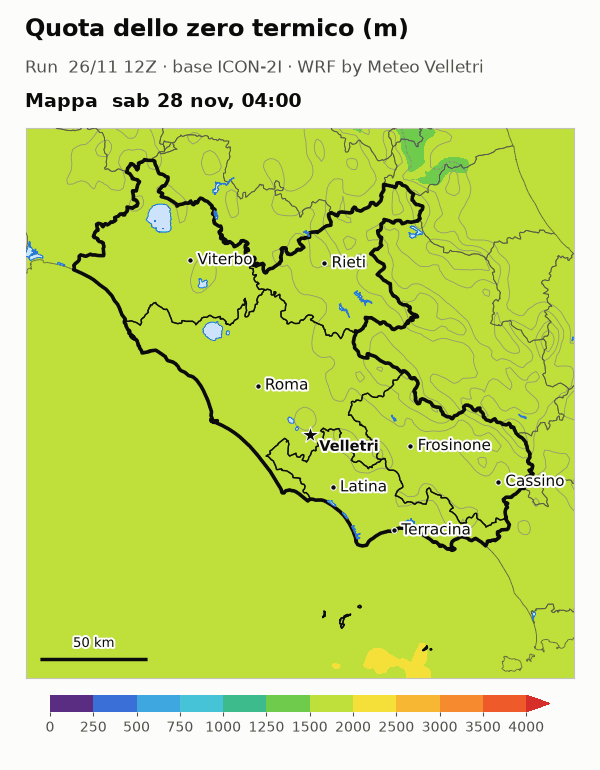 Quota dello zero termico (m)
Run 26/11 12Z · base ICON-2I · WRF by Meteo Velletri
Mappa sab 28 nov, 04:00
Viterbo
Rieti
Roma
Velletri
Frosinone
Latina
Cassino
Terracina
50 km
0 250 500 750 1000 1250 1500 2000 2500 3000 3500 4000